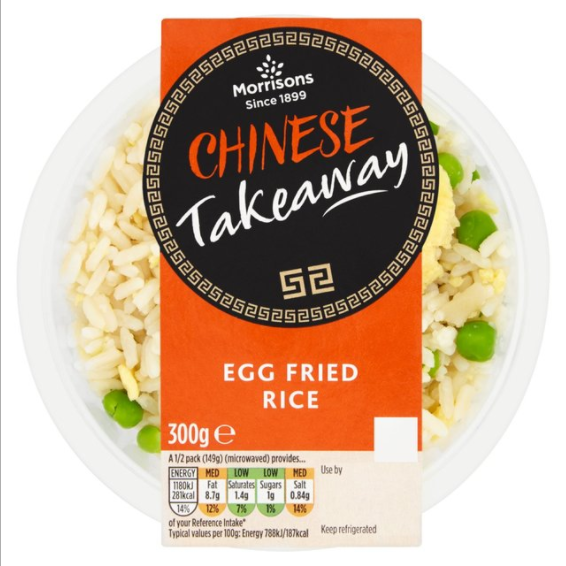 Morrisons
Since 1899
CHINESE
Takeaway
EGG FRIED
RICE
300g e
A 1/2 pack (149g) (microwaved) provides...
ENERGY MED LOW LOW MED
1180kJ Fat Saturates Sugars Salt
281kcal 8.7g 1.4g 1g 0.84g
14% 12% 7% 1% 14%
of your Reference Intake*
Typical values per 100g: Energy 788kJ/187kcal
Use by
Keep refrigerated